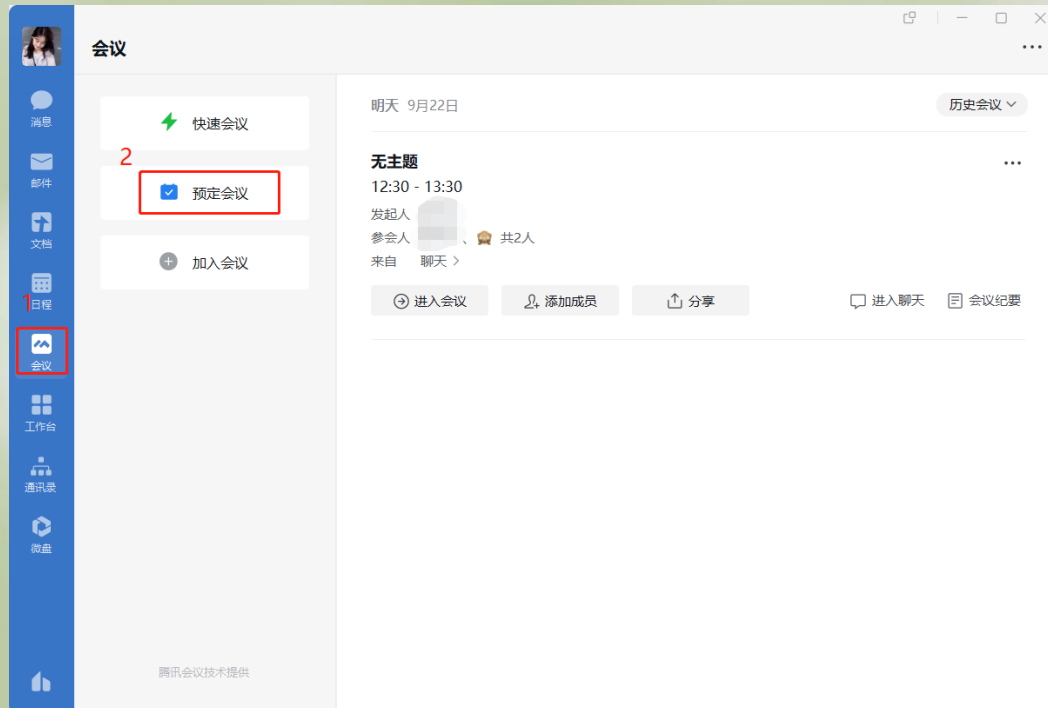 会议
消息
邮件
文档
1
日程
会议
工作台
通讯录
微盘
快速会议
2
预定会议
加入会议
腾讯会议技术提供
明天 9月22日
历史会议
无主题
12:30 - 13:30
发起人
参会人 、 共2人
来自 聊天
进入会议 添加成员 分享 进入聊天 会议纪要